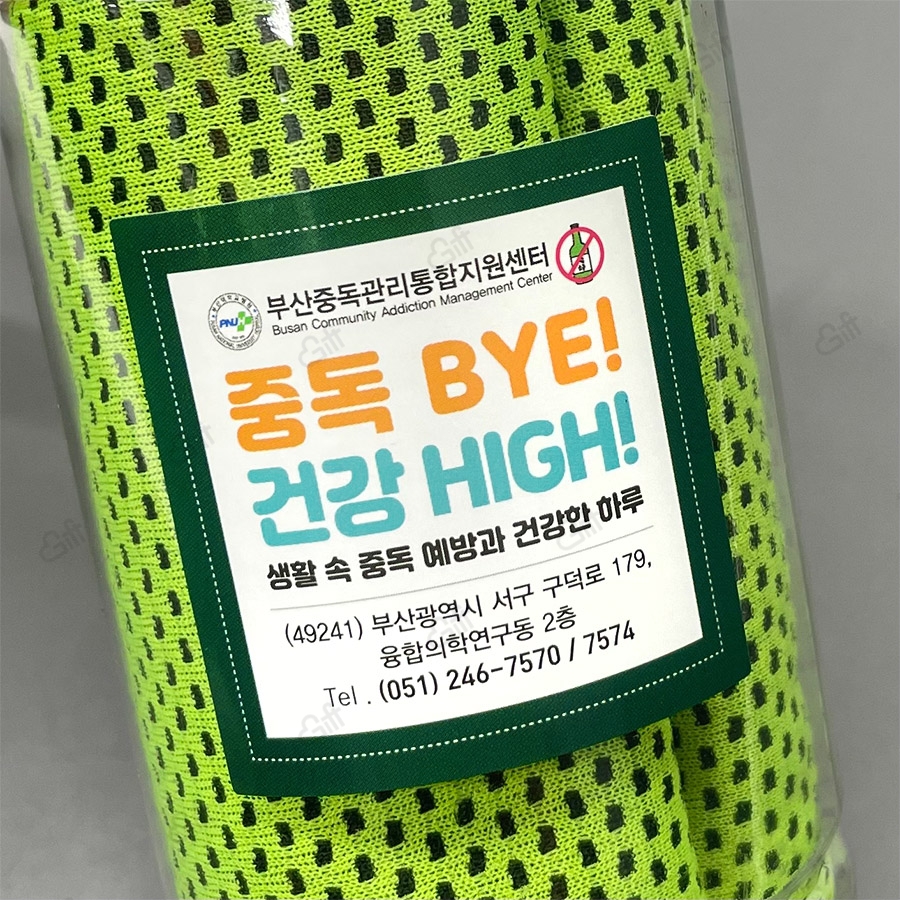 부산중독관리통합지원센터
Busan Community Addiction Management Center
PNU
중독 BYE!
건강 HIGH!
생활 속 중독 예방과 건강한 하루
(49241) 부산광역시 서구 구덕로 179,
융합의학연구동 2층
Tel . (051) 246-7570 / 7574
Gift